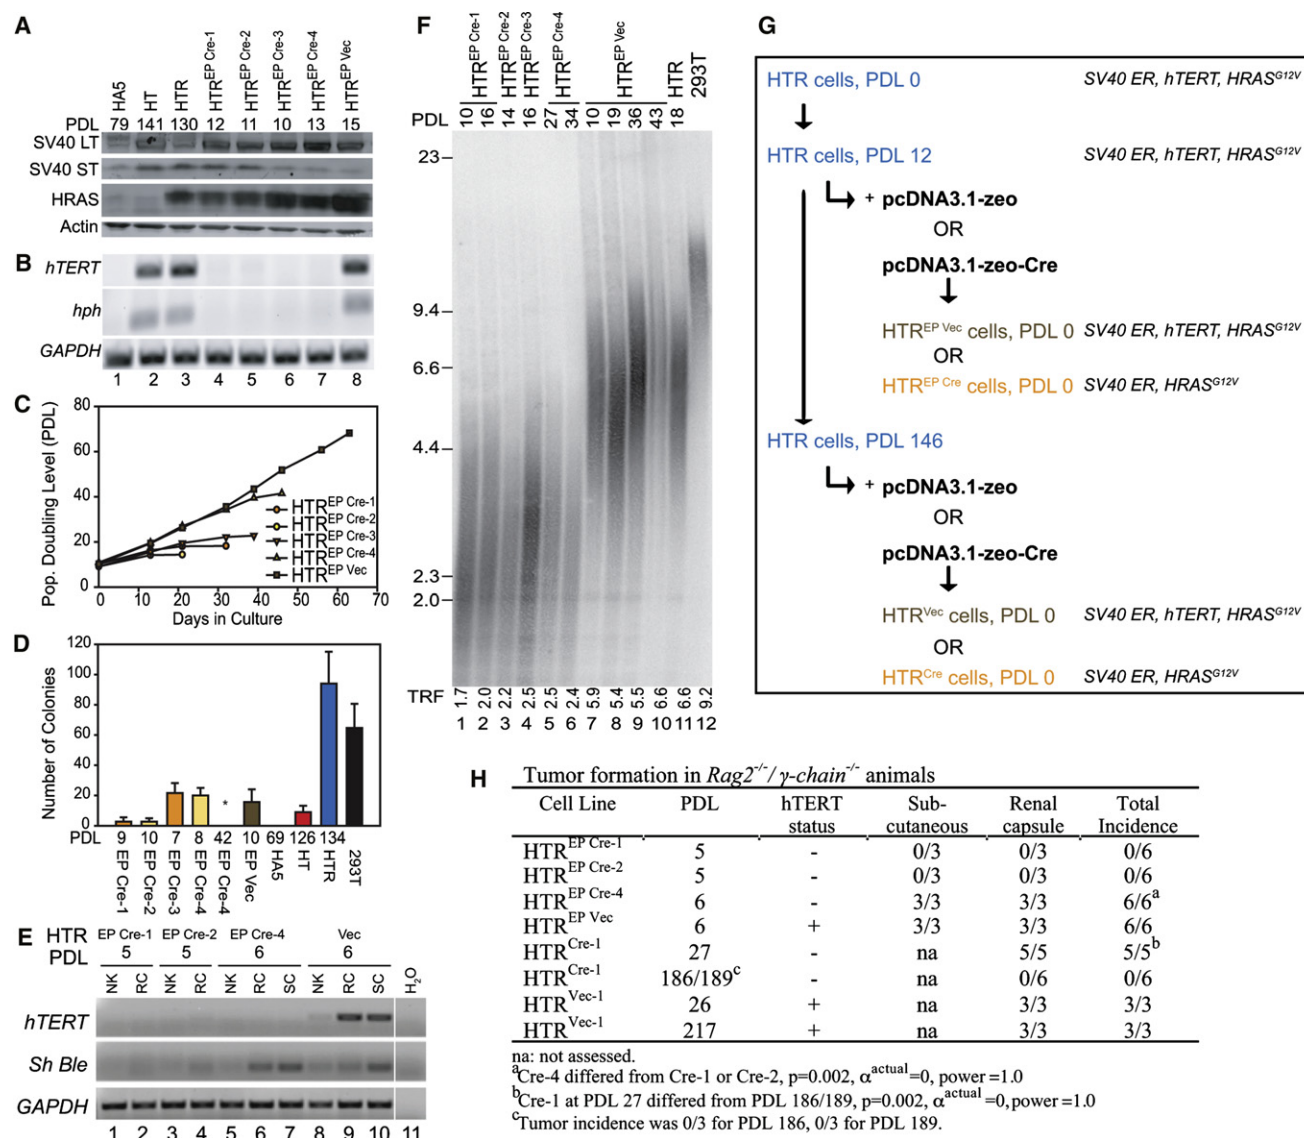 A
HA5
HT
HTR
HTR^EP Cre-1
HTR^EP Cre-2
HTR^EP Cre-3
HTR^EP Cre-4
HTR^EP Vec
PDL 79 141 130 12 11 10 13 15
SV40 LT
SV40 ST
HRAS
Actin
B
hTERT
hph
GAPDH
1 2 3 4 5 6 7 8
C
Pop. Doubling Level (PDL)
80
60
40
20
0
0 10 20 30 40 50 60 70
Days in Culture
HTR^EP Cre-1
HTR^EP Cre-2
HTR^EP Cre-3
HTR^EP Cre-4
HTR^EP Vec
D
Number of Colonies
120
100
80
60
40
20
0
*
PDL 9 10 7 8 42 10 69 126 134
EP Cre-1
EP Cre-2
EP Cre-3
EP Cre-4
EP Cre-4
EP Vec
HA5
HT
HTR
293T
E
HTR EP Cre-1 EP Cre-2 EP Cre-4 Vec
PDL 5 5 6 6
NK RC NK RC NK RC SC NK RC SC H2O
hTERT
Sh Ble
GAPDH
1 2 3 4 5 6 7 8 9 10 11
F
HTR^EP Cre-1
HTR^EP Cre-2
HTR^EP Cre-3
HTR^EP Cre-4
HTR^EP Vec
HTR
293T
PDL 10 16 14 16 27 34 10 19 36 43 18
23
9.4
6.6
4.4
2.3
2.0
TRF 1.7 2.0 2.2 2.5 2.5 2.4 5.9 5.4 5.5 6.6 6.6 9.2
1 2 3 4 5 6 7 8 9 10 11 12
G
HTR cells, PDL 0 SV40 ER, hTERT, HRAS^G12V
HTR cells, PDL 12 SV40 ER, hTERT, HRAS^G12V
+ pcDNA3.1-zeo
OR
pcDNA3.1-zeo-Cre
HTR^EP Vec cells, PDL 0 SV40 ER, hTERT, HRAS^G12V
OR
HTR^EP Cre cells, PDL 0 SV40 ER, HRAS^G12V
HTR cells, PDL 146
+ pcDNA3.1-zeo
OR
pcDNA3.1-zeo-Cre
HTR^Vec cells, PDL 0 SV40 ER, hTERT, HRAS^G12V
OR
HTR^Cre cells, PDL 0 SV40 ER, HRAS^G12V
H
Tumor formation in Rag2^-/-/γ-chain^-/- animals
Cell Line PDL hTERT status Sub-cutaneous Renal capsule Total Incidence
HTR^EP Cre-1 5 - 0/3 0/3 0/6
HTR^EP Cre-2 5 - 0/3 0/3 0/6
HTR^EP Cre-4 6 - 3/3 3/3 6/6^a
HTR^EP Vec 6 + 3/3 3/3 6/6
HTR^Cre-1 27 - na 5/5 5/5^b
HTR^Cre-1 186/189^c - na 0/6 0/6
HTR^Vec-1 26 + na 3/3 3/3
HTR^Vec-1 217 + na 3/3 3/3
na: not assessed.
^a Cre-4 differed from Cre-1 or Cre-2, p=0.002, α^actual=0, power=1.0
^b Cre-1 at PDL 27 differed from PDL 186/189, p=0.002, α^actual=0, power=1.0
^c Tumor incidence was 0/3 for PDL 186, 0/3 for PDL 189.